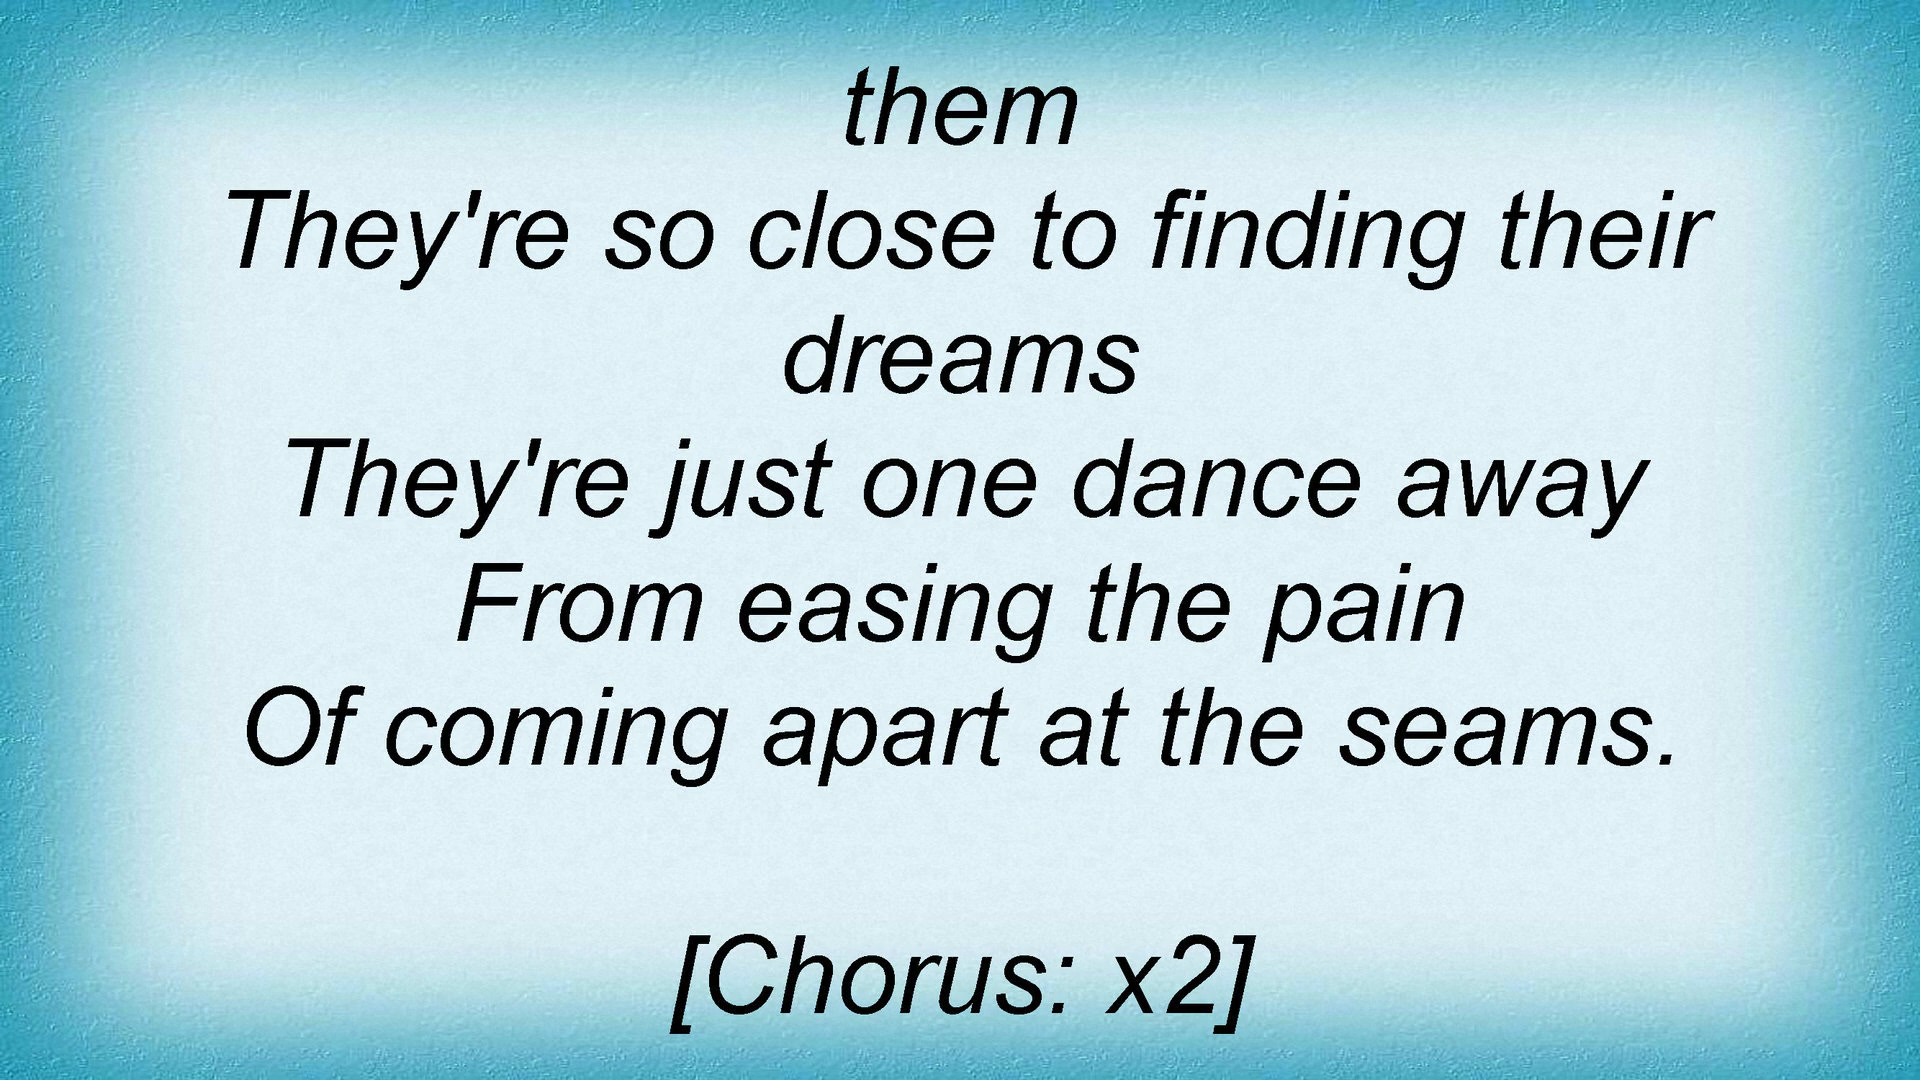 them
They're so close to finding their
dreams
They're just one dance away
From easing the pain
Of coming apart at the seams.
[Chorus: x2]